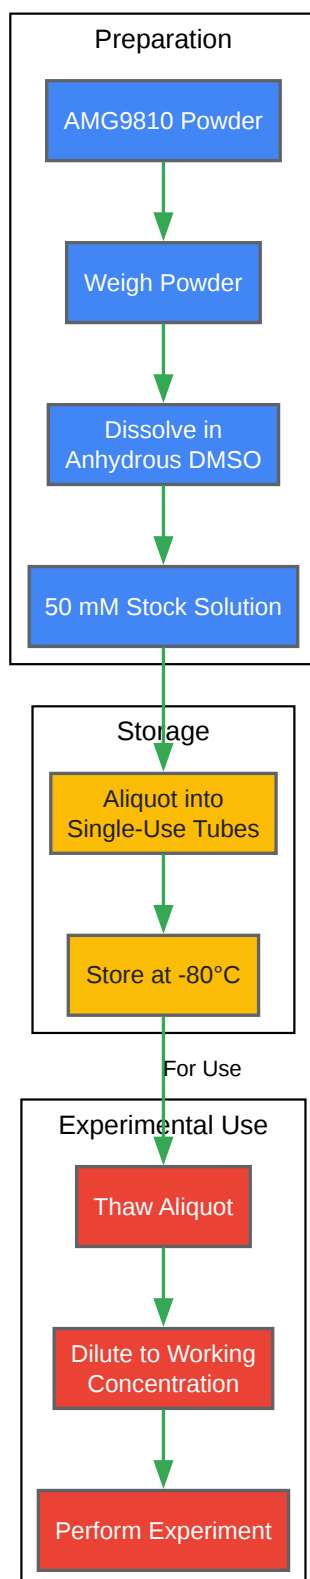 Preparation
AMG9810 Powder
Weigh Powder
Dissolve in
Anhydrous DMSO
50 mM Stock Solution
Storage
Aliquot into
Single-Use Tubes
Store at -80°C
For Use
Experimental Use
Thaw Aliquot
Dilute to Working
Concentration
Perform Experiment